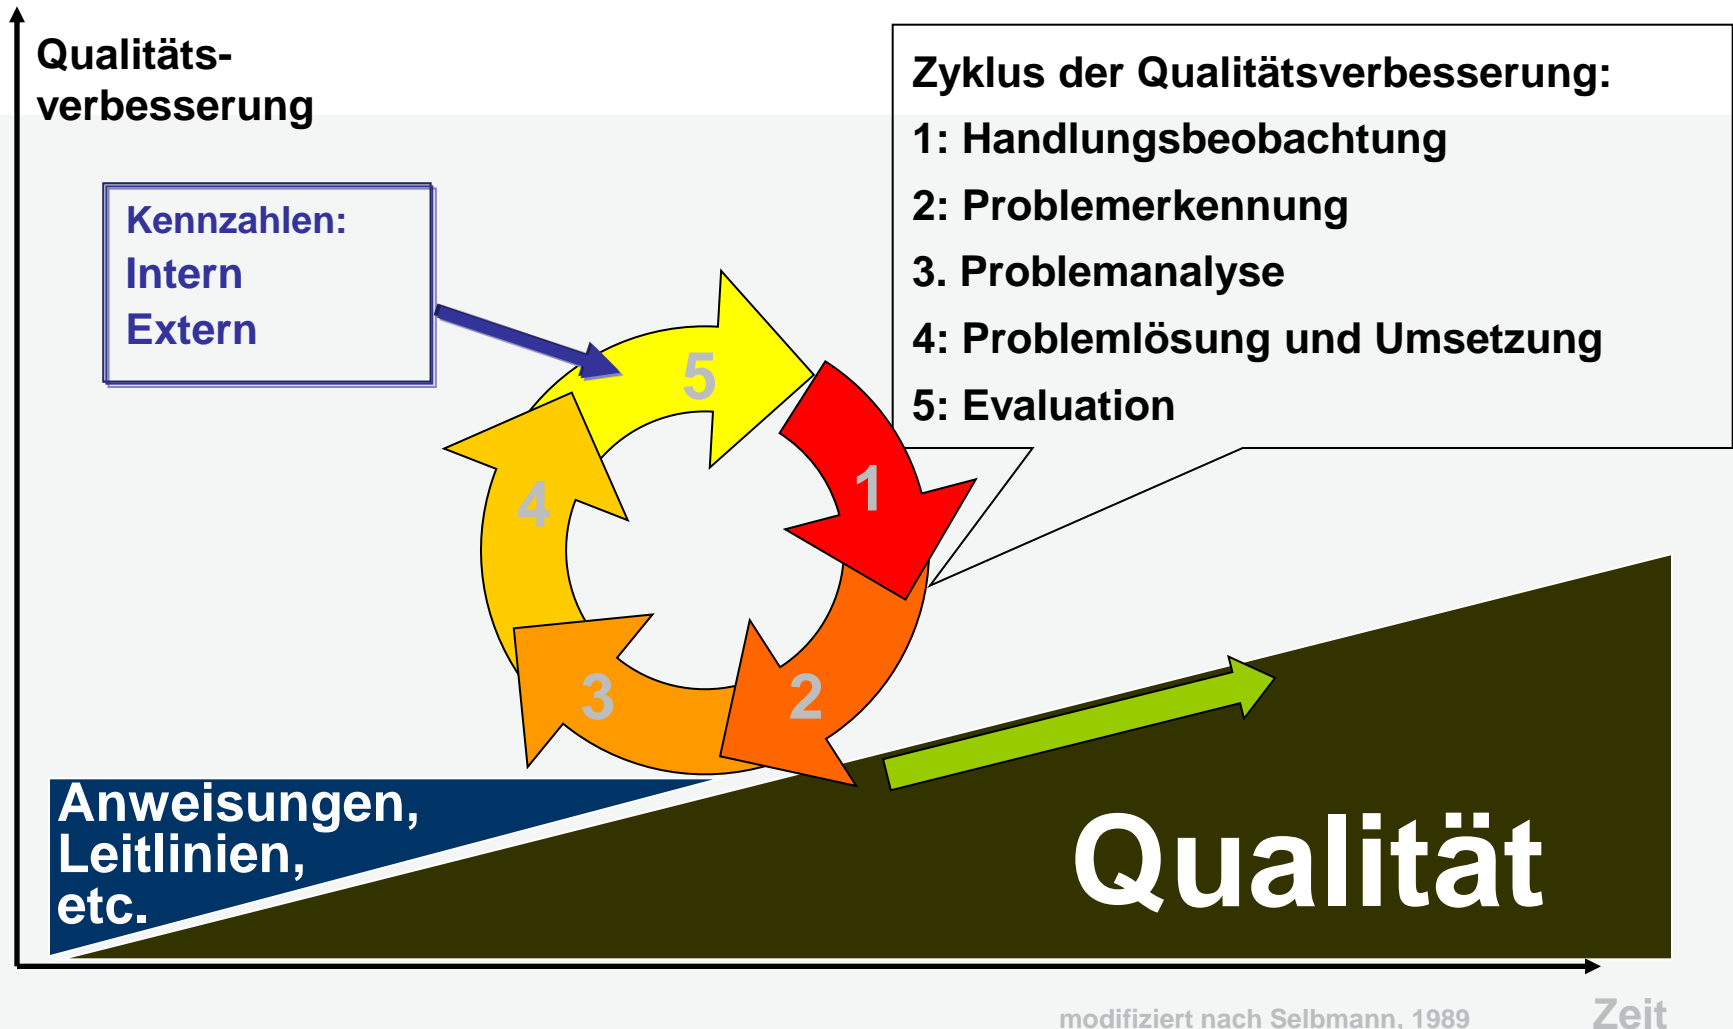 Qualitäts-
verbesserung
Kennzahlen:
Intern
Extern
Zyklus der Qualitätsverbesserung:
1: Handlungsbeobachtung
2: Problemerkennung
3. Problemanalyse
4: Problemlösung und Umsetzung
5: Evaluation
5
1
4
3
2
Anweisungen,
Leitlinien,
etc.
Qualität
modifiziert nach Selbmann, 1989
Zeit